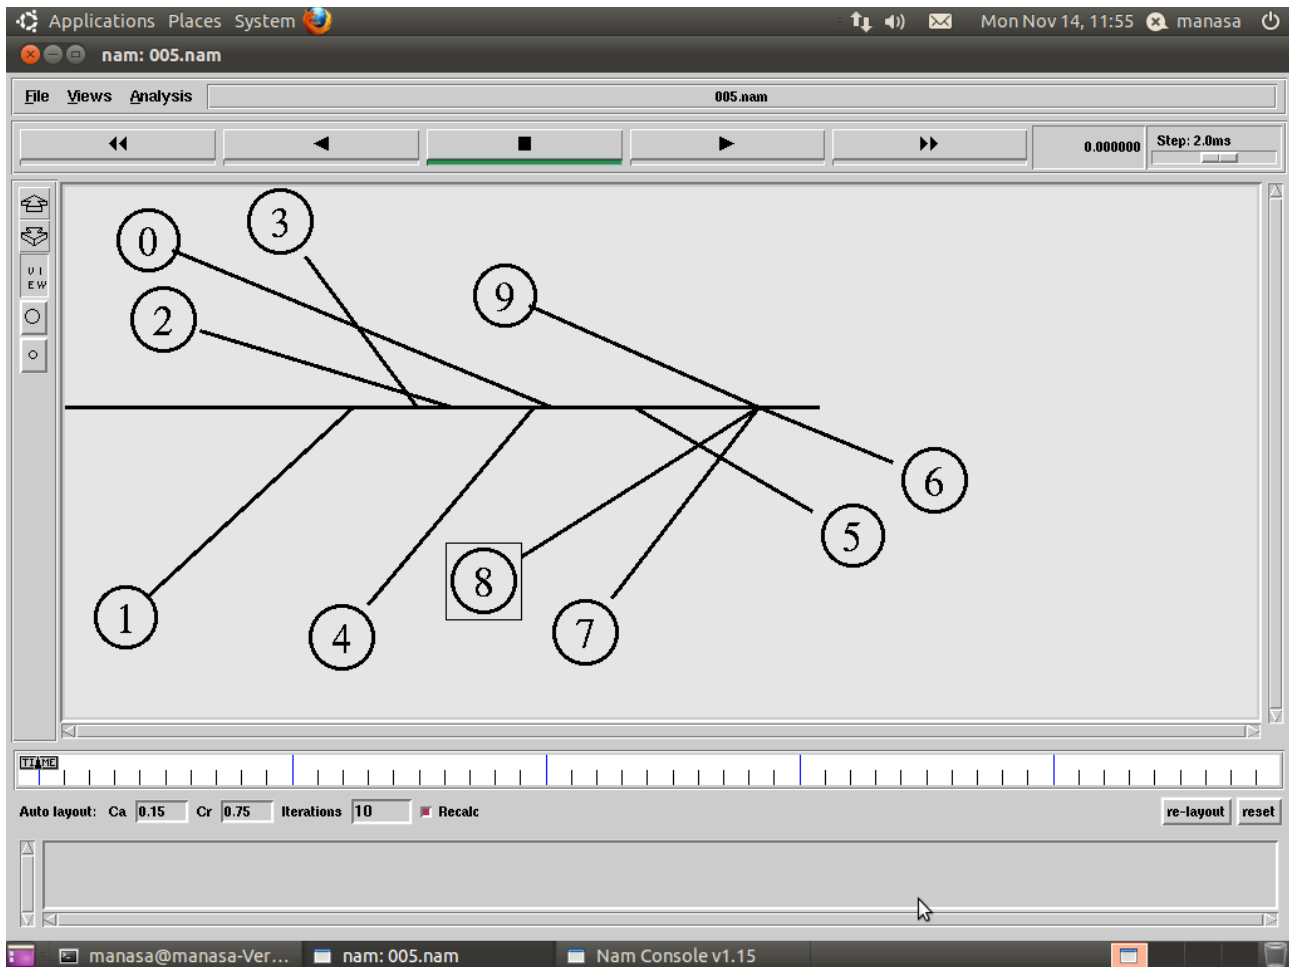 Applications Places System Mon Nov 14, 11:55 manasa
nam: 005.nam
File Views Analysis 005.nam
0.000000 Step: 2.0ms
V I
E W
3
0
9
2
6
5
8
1
4
7
TIME
Auto layout: Ca 0.15 Cr 0.75 Iterations 10 Recalc re-layout reset
manasa@manasa-Ver... nam: 005.nam Nam Console v1.15